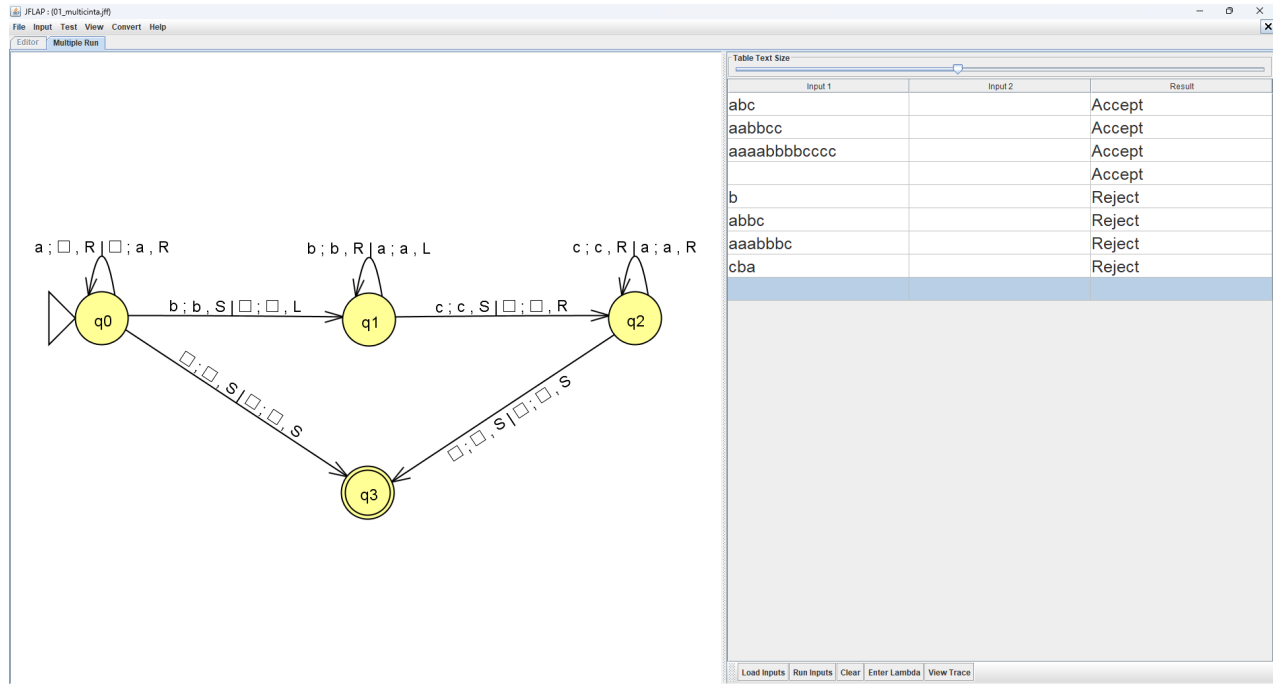 JFLAP : (01_multicinta.jff)
File Input Test View Convert Help
Editor Multiple Run
Table Text Size
Input 1 Input 2 Result
abc Accept
aabbcc Accept
aaaabbbbcccc Accept
Accept
b Reject
abbc Reject
aaabbbc Reject
cba Reject
a ; □ , R | □ ; a , R
b ; b , R | a ; a , L
c ; c , R | a ; a , R
q0
b ; b , S | □ ; □ , L
q1
c ; c , S | □ ; □ , R
q2
□ ; □ , S | □ ; □ , S
□ ; □ , S | □ ; □ , S
q3
Load Inputs Run Inputs Clear Enter Lambda View Trace